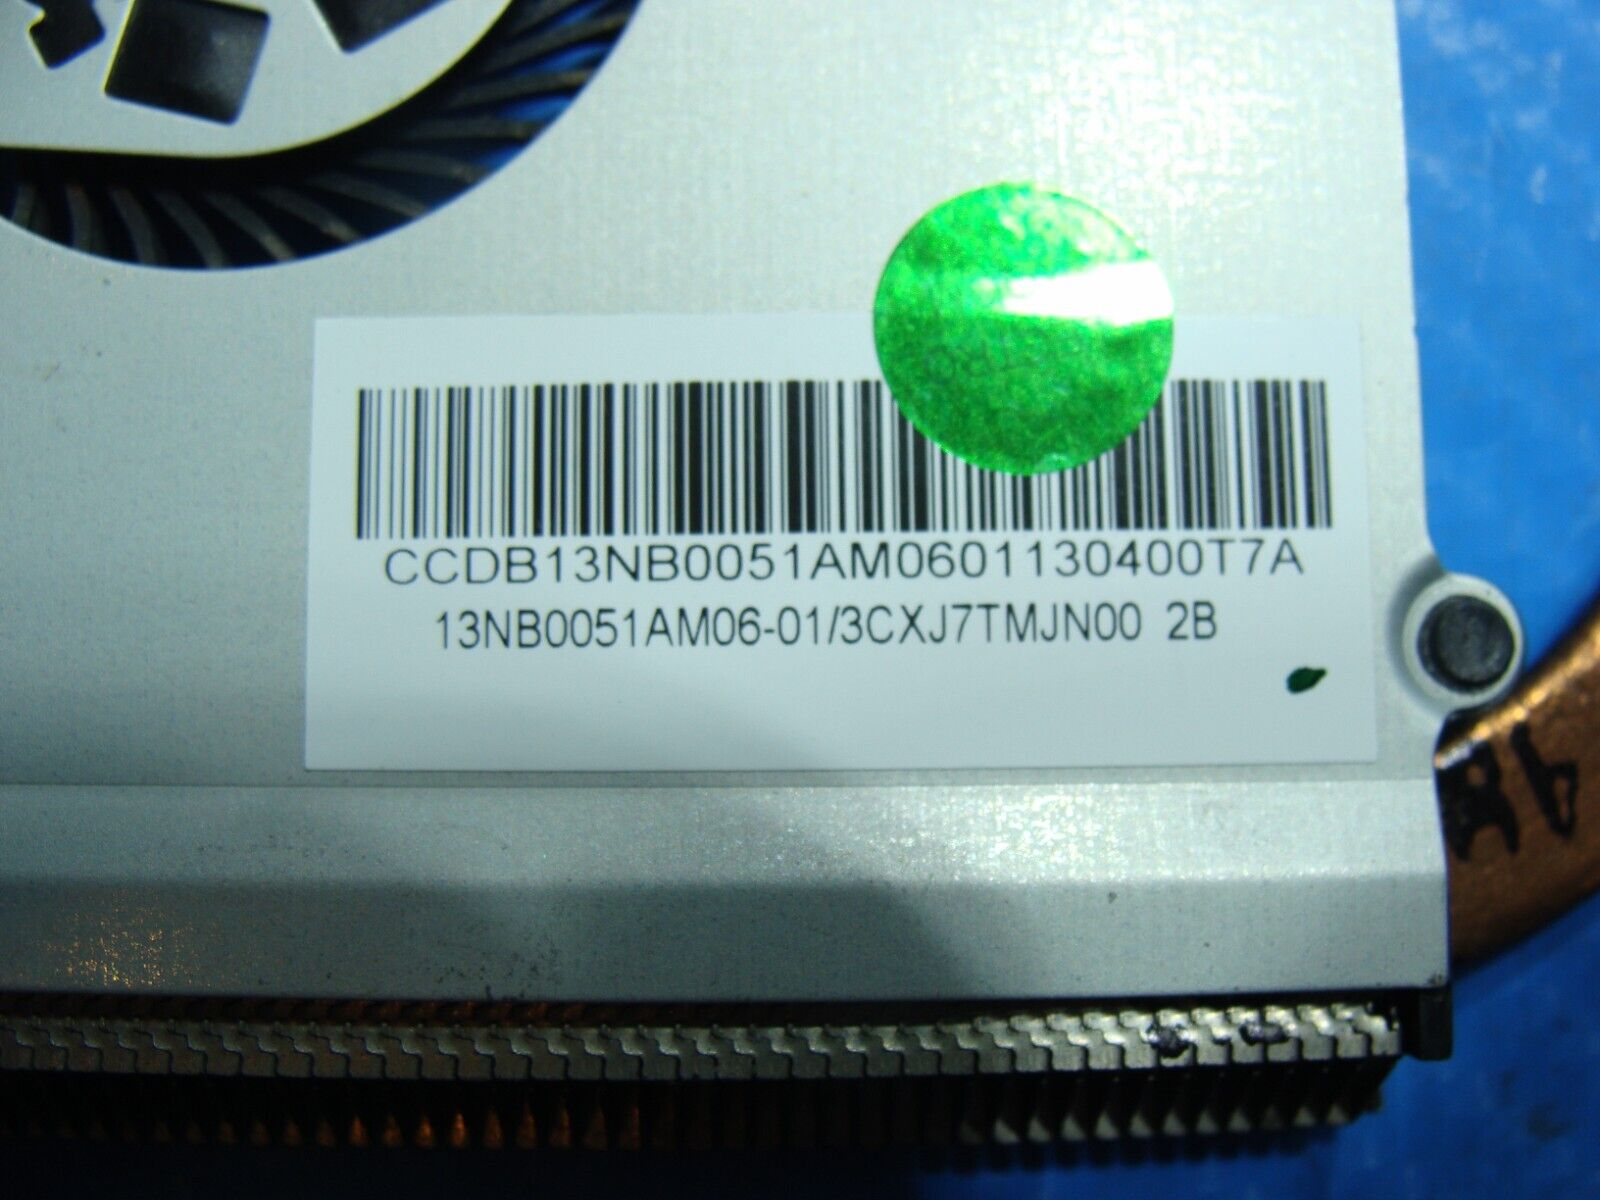 CCDB13NB0051AM0601130400T7A
13NB0051AM06-01/3CXJ7TMJN00 2B